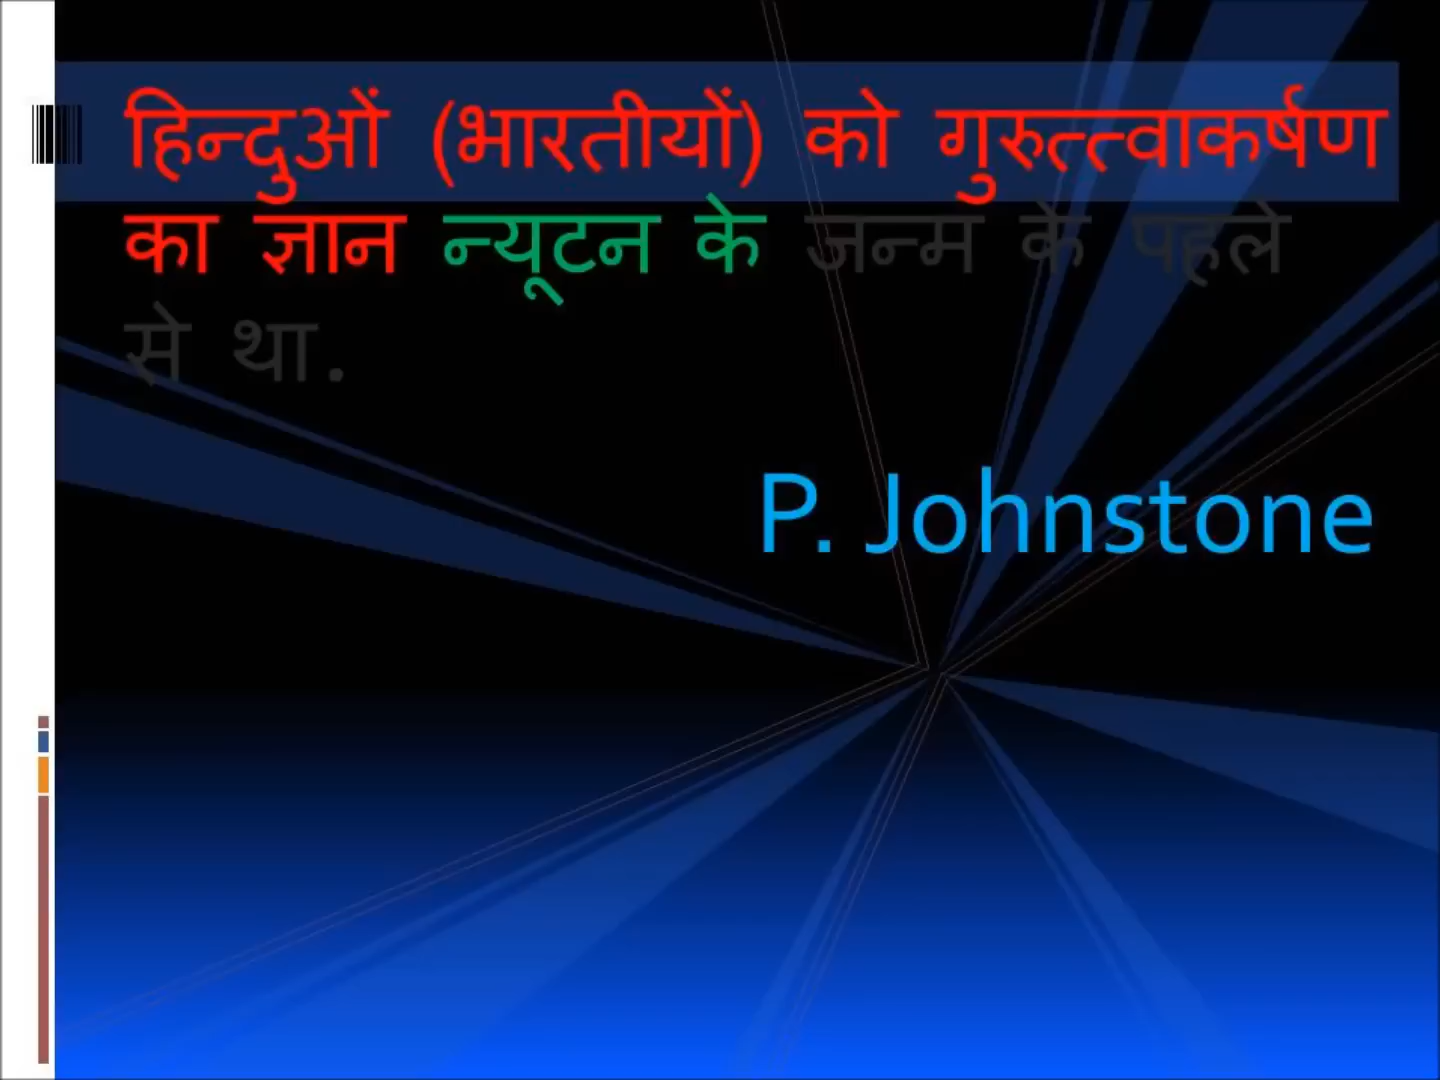 हिन्दुओं (भारतीयों) को गुरुत्त्वाकर्षण
का ज्ञान न्यूटन के जन्म के पहले
से था.
P. Johnstone